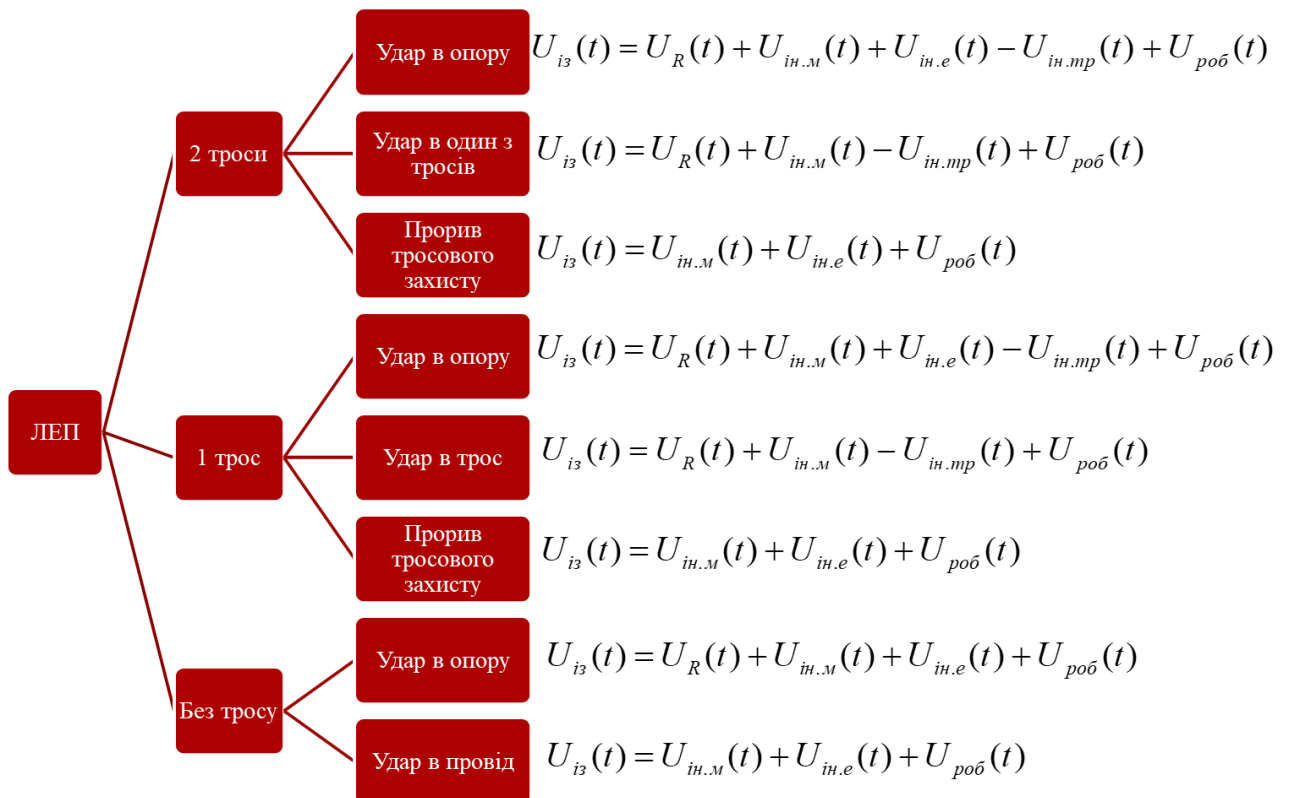 Удар в опору
U_із(t) = U_R(t) + U_ін.м(t) + U_ін.е(t) − U_ін.тр(t) + U_роб(t)
2 троси
Удар в один з
тросів
U_із(t) = U_R(t) + U_ін.м(t) − U_ін.тр(t) + U_роб(t)
Прорив
тросового
захисту
U_із(t) = U_ін.м(t) + U_ін.е(t) + U_роб(t)
Удар в опору
U_із(t) = U_R(t) + U_ін.м(t) + U_ін.е(t) − U_ін.тр(t) + U_роб(t)
ЛЕП
1 трос
Удар в трос
U_із(t) = U_R(t) + U_ін.м(t) − U_ін.тр(t) + U_роб(t)
Прорив
тросового
захисту
U_із(t) = U_ін.м(t) + U_ін.е(t) + U_роб(t)
Удар в опору
U_із(t) = U_R(t) + U_ін.м(t) + U_ін.е(t) + U_роб(t)
Без тросу
Удар в провід
U_із(t) = U_ін.м(t) + U_ін.е(t) + U_роб(t)